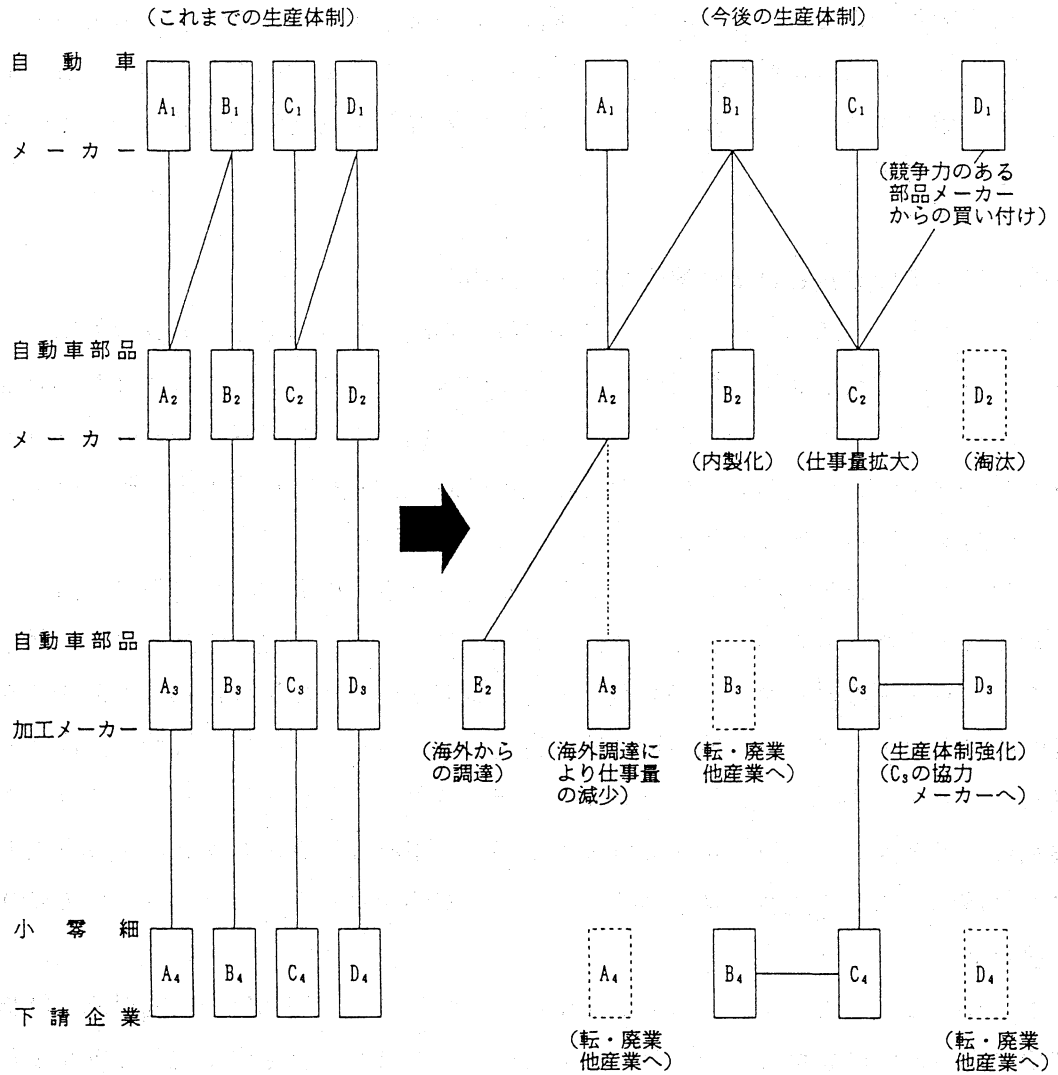 (これまでの生産体制)
(今後の生産体制)
自動車
メーカー
A₁ B₁ C₁ D₁
A₁ B₁ C₁ D₁
(競争力のある
部品メーカー
からの買い付け)
自動車部品
メーカー
A₂ B₂ C₂ D₂
A₂ B₂ C₂ D₂
(内製化) (仕事量拡大) (淘汰)
自動車部品
加工メーカー
A₃ B₃ C₃ D₃
E₂ A₃ B₃ C₃ D₃
(海外から
の調達)
(海外調達に
より仕事量
の減少)
(転・廃業
他産業へ)
(生産体制強化)
(C₃の協力
メーカーへ)
小零細
下請企業
A₄ B₄ C₄ D₄
A₄ B₄ C₄ D₄
(転・廃業
他産業へ)
(転・廃業
他産業へ)